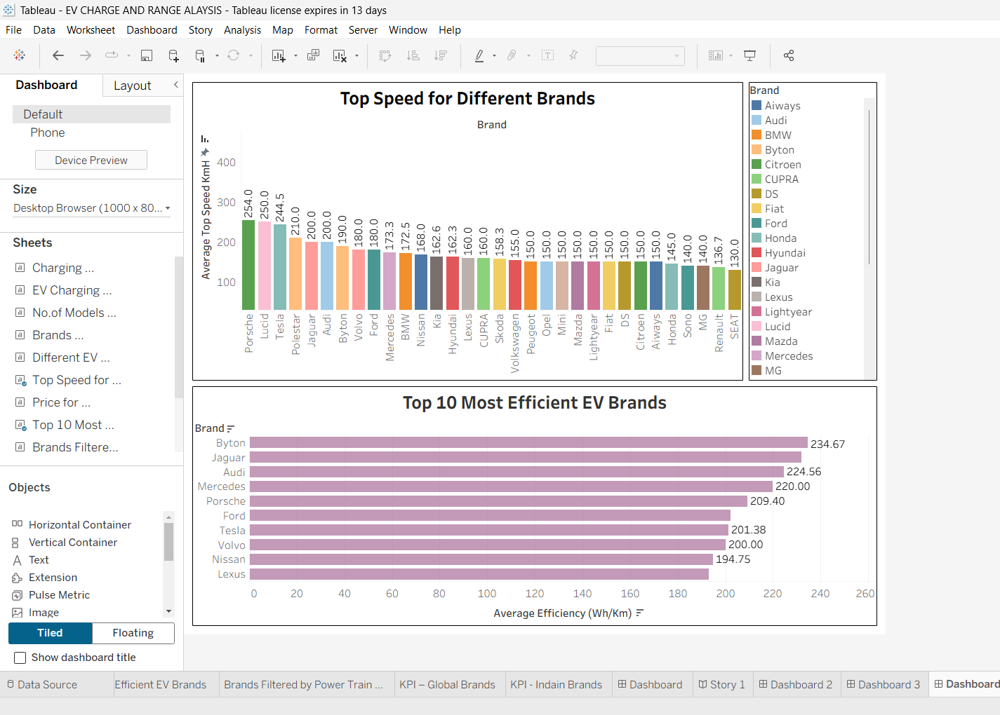 Tableau - EV CHARGE AND RANGE ALAYSIS - Tableau license expires in 13 days
File Data Worksheet Dashboard Story Analysis Map Format Server Window Help
Dashboard Layout
Default
Phone
Device Preview
Size
Desktop Browser (1000 x 80...
Sheets
Charging ...
EV Charging ...
No.of Models ...
Brands ...
Different EV ...
Top Speed for ...
Price for ...
Top 10 Most ...
Brands Filtere...
Objects
Horizontal Container
Vertical Container
Text
Extension
Pulse Metric
Image
Tiled Floating
Show dashboard title
Top Speed for Different Brands
Brand
Average Top Speed KmH
400
300
200
100
254.0 250.0 244.5 210.0 200.0 200.0 190.0 180.0 180.0 173.3 172.5 168.0 162.6 162.3 160.0 160.0 158.3 155.0 150.0 150.0 150.0 150.0 150.0 150.0 150.0 150.0 150.0 145.0 140.0 140.0 136.7 130.0
Porsche Lucid Tesla Polestar Jaguar Audi Byton Volvo Ford Mercedes BMW Nissan Kia Hyundai Lexus CUPRA Skoda Volkswagen Peugeot Opel Mini Mazda Lightyear Fiat DS Citroen Aiways Honda Sono MG Renault SEAT
Brand
Aiways
Audi
BMW
Byton
Citroen
CUPRA
DS
Fiat
Ford
Honda
Hyundai
Jaguar
Kia
Lexus
Lightyear
Lucid
Mazda
Mercedes
MG
Top 10 Most Efficient EV Brands
Brand
Byton 234.67
Jaguar
Audi 224.56
Mercedes 220.00
Porsche 209.40
Ford
Tesla 201.38
Volvo 200.00
Nissan 194.75
Lexus
0 20 40 60 80 100 120 140 160 180 200 220 240 260
Average Efficiency (Wh/Km)
Data Source Efficient EV Brands Brands Filtered by Power Train ... KPI – Global Brands KPI - Indain Brands Dashboard Story 1 Dashboard 2 Dashboard 3 Dashboard